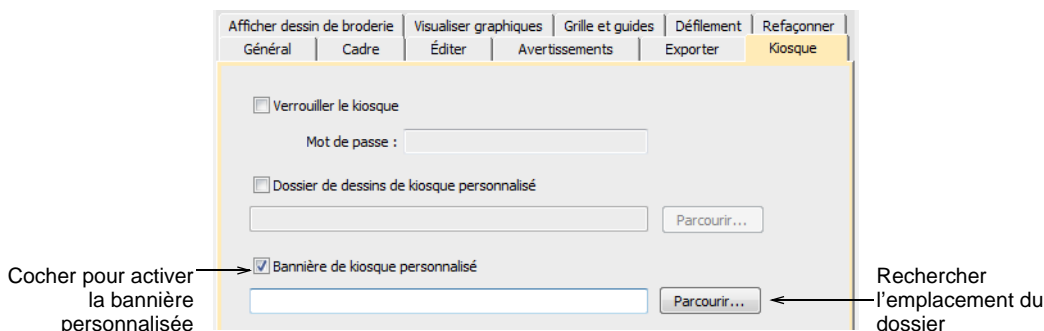 Afficher dessin de broderie Visualiser graphiques Grille et guides Défilement Refaçonner
Général Cadre Éditer Avertissements Exporter Kiosque
Verrouiller le kiosque
Mot de passe :
Dossier de dessins de kiosque personnalisé
Parcourir...
Bannière de kiosque personnalisé
Parcourir...
Cocher pour activer
la bannière
personnalisée
Rechercher
l'emplacement du
dossier